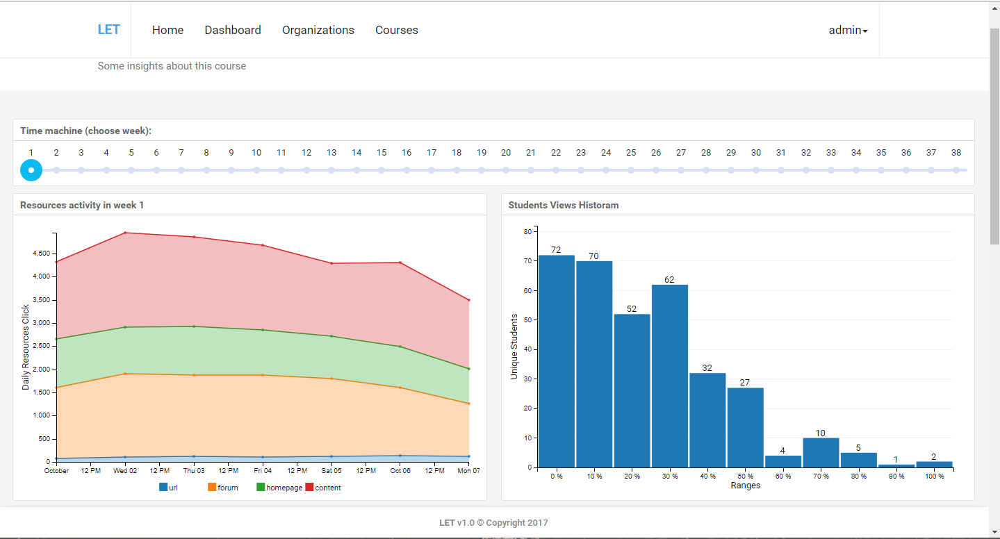 LET Home Dashboard Organizations Courses admin
Some insights about this course
Time machine (choose week):
1 2 3 4 5 6 7 8 9 10 11 12 13 14 15 16 17 18 19 20 21 22 23 24 25 26 27 28 29 30 31 32 33 34 35 36 37 38
Resources activity in week 1
Daily Resources Click
4,500
4,000
3,500
3,000
2,500
2,000
1,500
1,000
500
0
October 12 PM Wed 02 12 PM Thu 03 12 PM Fri 04 12 PM Sat 05 12 PM Oct 06 12 PM Mon 07
url forum homepage content
Students Views Historam
Unique Students
80
70
60
50
40
30
20
10
0
72 70 52 62 32 27 4 10 5 1 2
0 % 10 % 20 % 30 % 40 % 50 % 60 % 70 % 80 % 90 % 100 %
Ranges
LET v1.0 © Copyright 2017